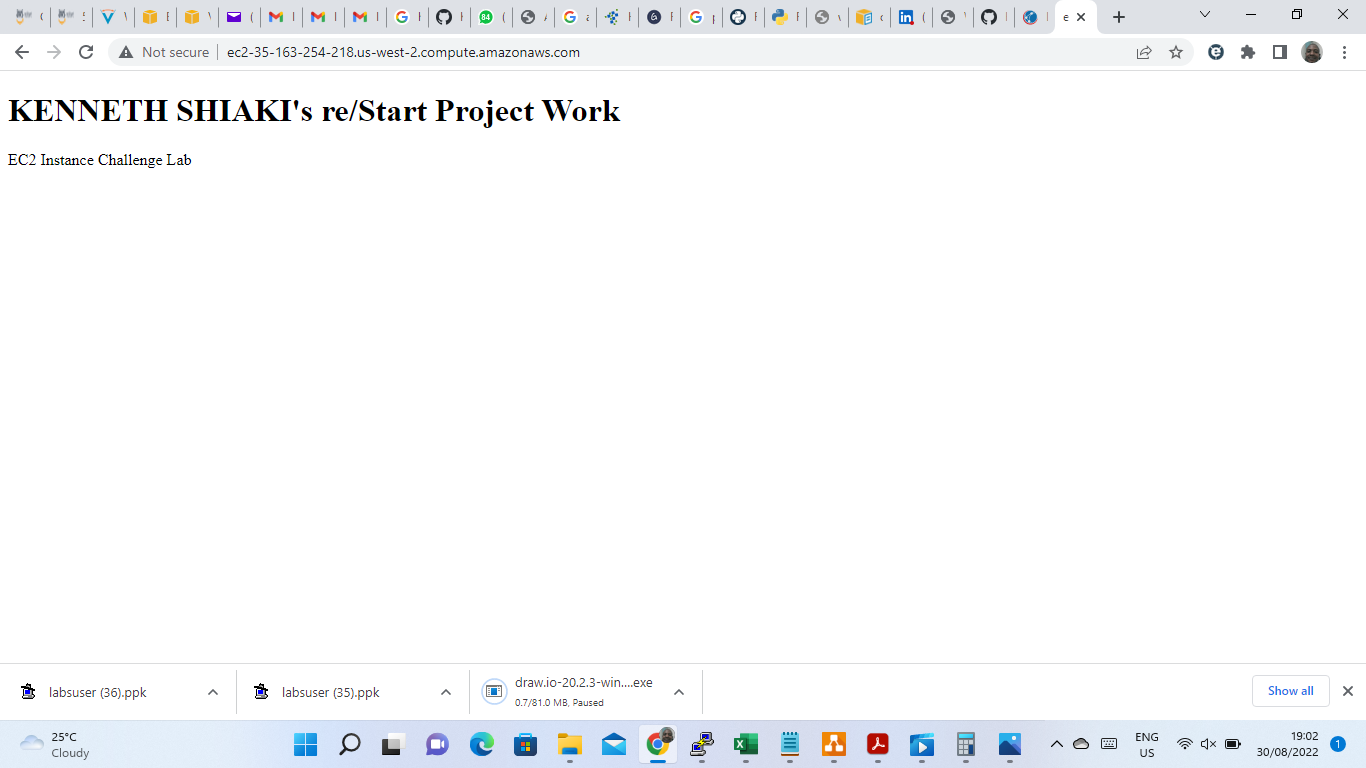 Not secure
ec2-35-163-254-218.us-west-2.compute.amazonaws.com
KENNETH SHIAKI's re/Start Project Work
EC2 Instance Challenge Lab
labsuser (36).ppk
labsuser (35).ppk
draw.io-20.2.3-win....exe
0.7/81.0 MB, Paused
Show all
25°C
Cloudy
ENG
US
19:02
30/08/2022
1